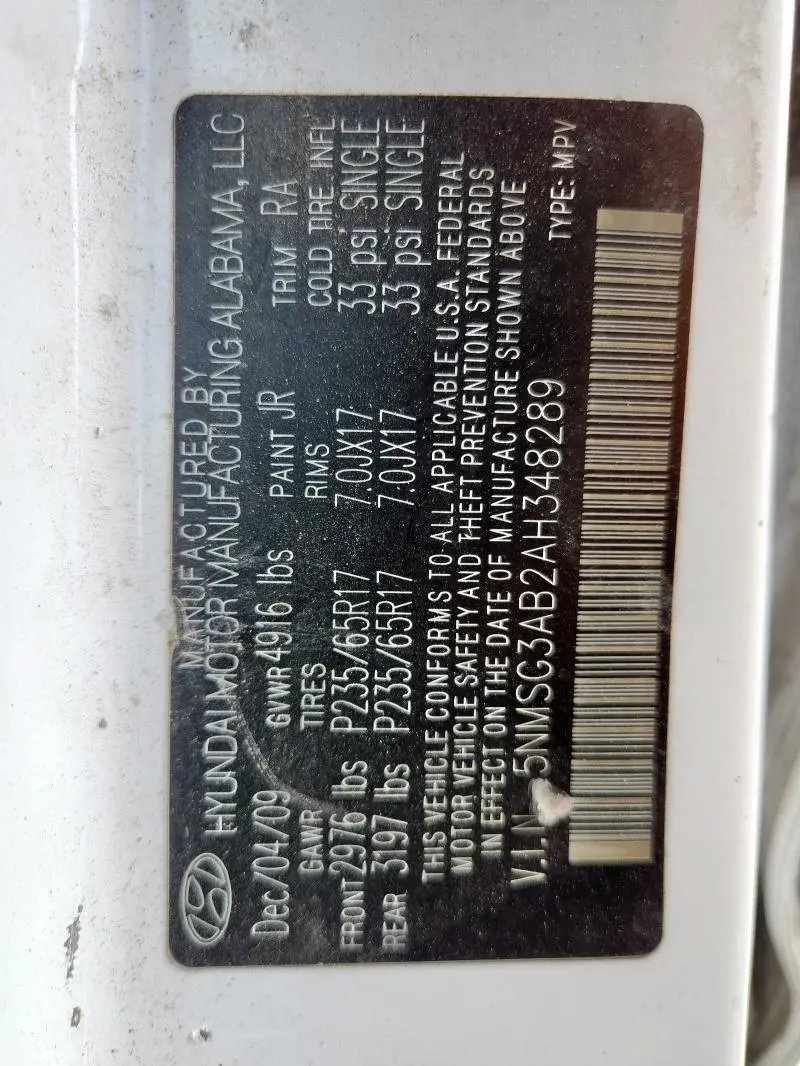 MANUFACTURED BY
HYUNDAI MOTOR MANUFACTURING ALABAMA, LLC
Dec/04/09 GVWR 4916 lbs PAINT JR TRIM RA
GAWR TIRES RIMS COLD TIRE INFL
FRONT 2976 lbs P235/65R17 7.0JX17 33 psi SINGLE
REAR 3197 lbs P235/65R17 7.0JX17 33 psi SINGLE
THIS VEHICLE CONFORMS TO ALL APPLICABLE U.S.A. FEDERAL
MOTOR VEHICLE SAFETY AND THEFT PREVENTION STANDARDS
IN EFFECT ON THE DATE OF MANUFACTURE SHOWN ABOVE
V.I.N 5NMSG3AB2AH348289 TYPE: MPV